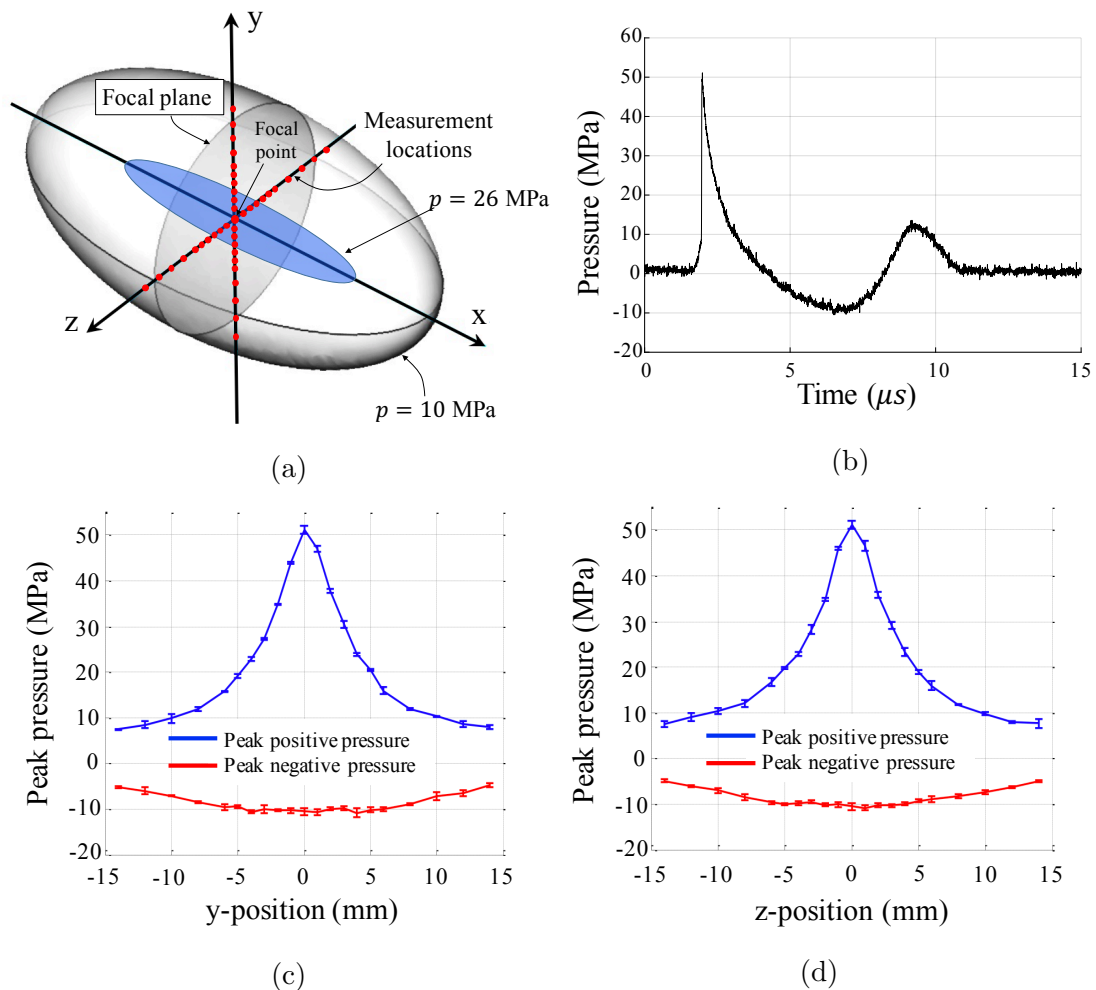 y
Focal plane
Focal
point
Measurement
locations
p = 26 MPa
z
x
p = 10 MPa
(a)
Pressure (MPa)
60
50
40
30
20
10
0
-10
-20
0
5
10
15
Time (μs)
(b)
Peak pressure (MPa)
50
40
30
20
10
0
-10
-20
Peak positive pressure
Peak negative pressure
-15
-10
-5
0
5
10
15
y-position (mm)
(c)
Peak pressure (MPa)
50
40
30
20
10
0
-10
-20
Peak positive pressure
Peak negative pressure
-15
-10
-5
0
5
10
15
z-position (mm)
(d)